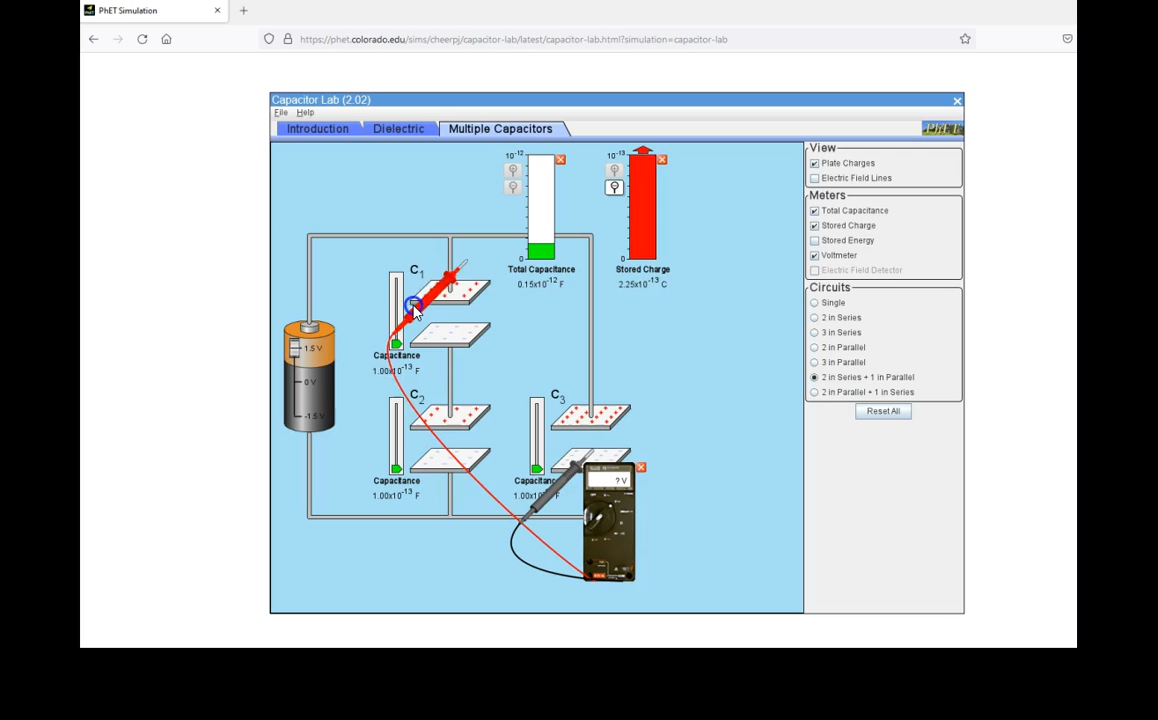 PhET Simulation
https://phet.colorado.edu/sims/cheerpj/capacitor-lab/latest/capacitor-lab.html?simulation=capacitor-lab
Capacitor Lab (2.02)
File Help
Introduction Dielectric Multiple Capacitors
PhET
10-12
0
Total Capacitance
0.15x10-12 F
10-13
0
Stored Charge
2.25x10-13 C
1.5 V
0 V
-1.5 V
C1
Capacitance
1.00x10-13 F
C2
Capacitance
1.00x10-13 F
C3
Capacitance
1.00x10 F
? V
View
Plate Charges
Electric Field Lines
Meters
Total Capacitance
Stored Charge
Stored Energy
Voltmeter
Electric Field Detector
Circuits
Single
2 in Series
3 in Series
2 in Parallel
3 in Parallel
2 in Series + 1 in Parallel
2 in Parallel + 1 in Series
Reset All